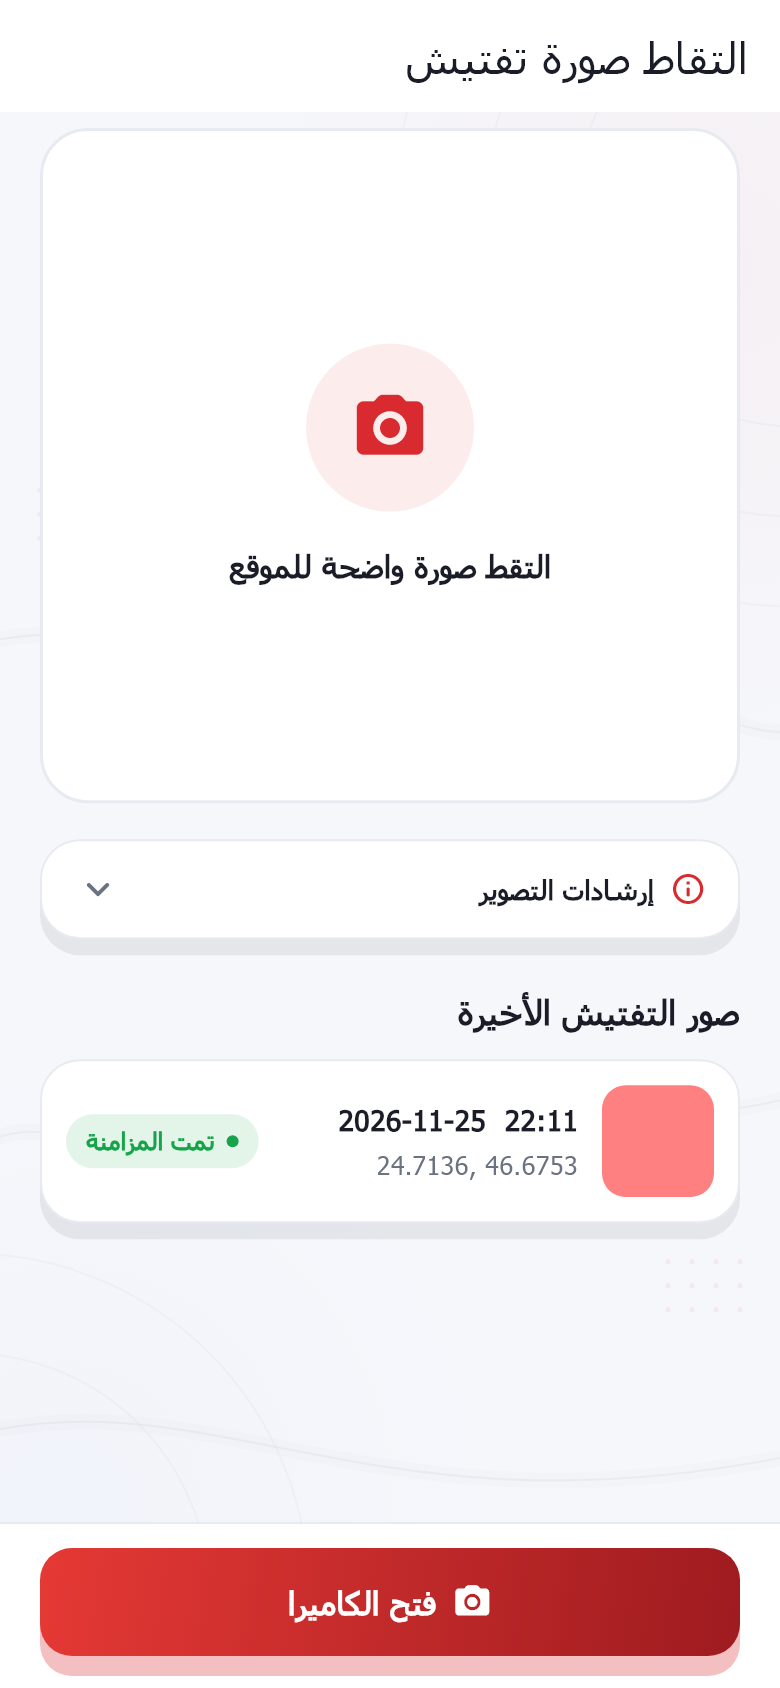 التقاط صورة تفتيش
التقط صورة واضحة للموقع
إرشادات التصوير
صور التفتيش الأخيرة
2026-11-25 22:11
24.7136, 46.6753
تمت المزامنة
فتح الكاميرا